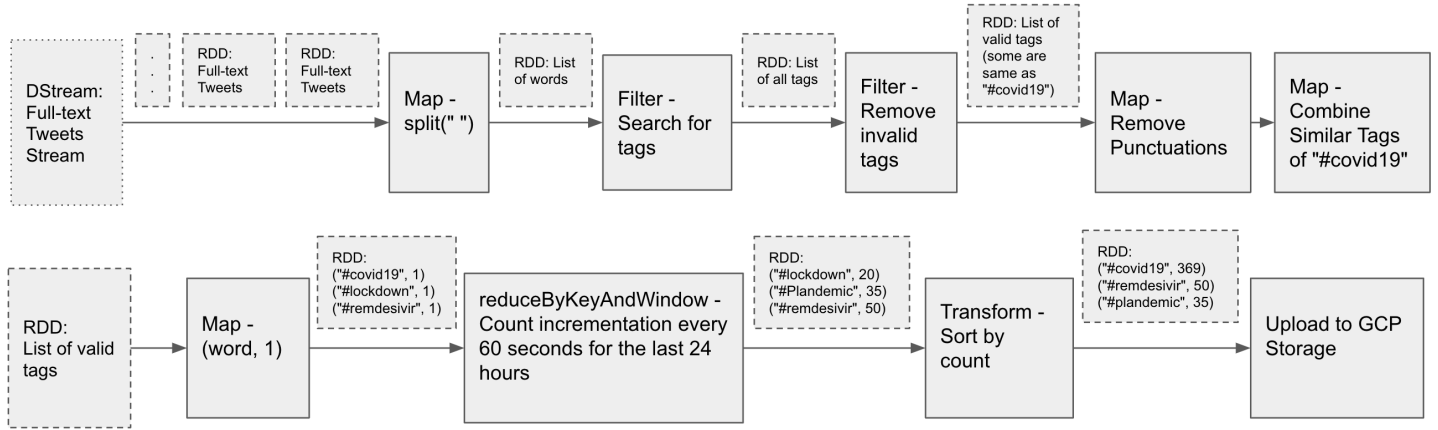 DStream:
Full-text
Tweets
Stream
.
.
.
RDD:
Full-text
Tweets
RDD:
Full-text
Tweets
Map -
split(" ")
RDD: List
of words
Filter -
Search for
tags
RDD: List
of all tags
Filter -
Remove
invalid
tags
RDD: List of
valid tags
(some are
same as
"#covid19")
Map -
Remove
Punctuations
Map -
Combine
Similar Tags
of "#covid19"
RDD:
List of valid
tags
Map -
(word, 1)
RDD:
("#covid19", 1)
("#lockdown", 1)
("#remdesivir", 1)
reduceByKeyAndWindow -
Count incrementation every
60 seconds for the last 24
hours
RDD:
("#lockdown", 20)
("#Plandemic", 35)
("#remdesivir", 50)
Transform -
Sort by
count
RDD:
("#covid19", 369)
("#remdesivir", 50)
("#plandemic", 35)
Upload to GCP
Storage